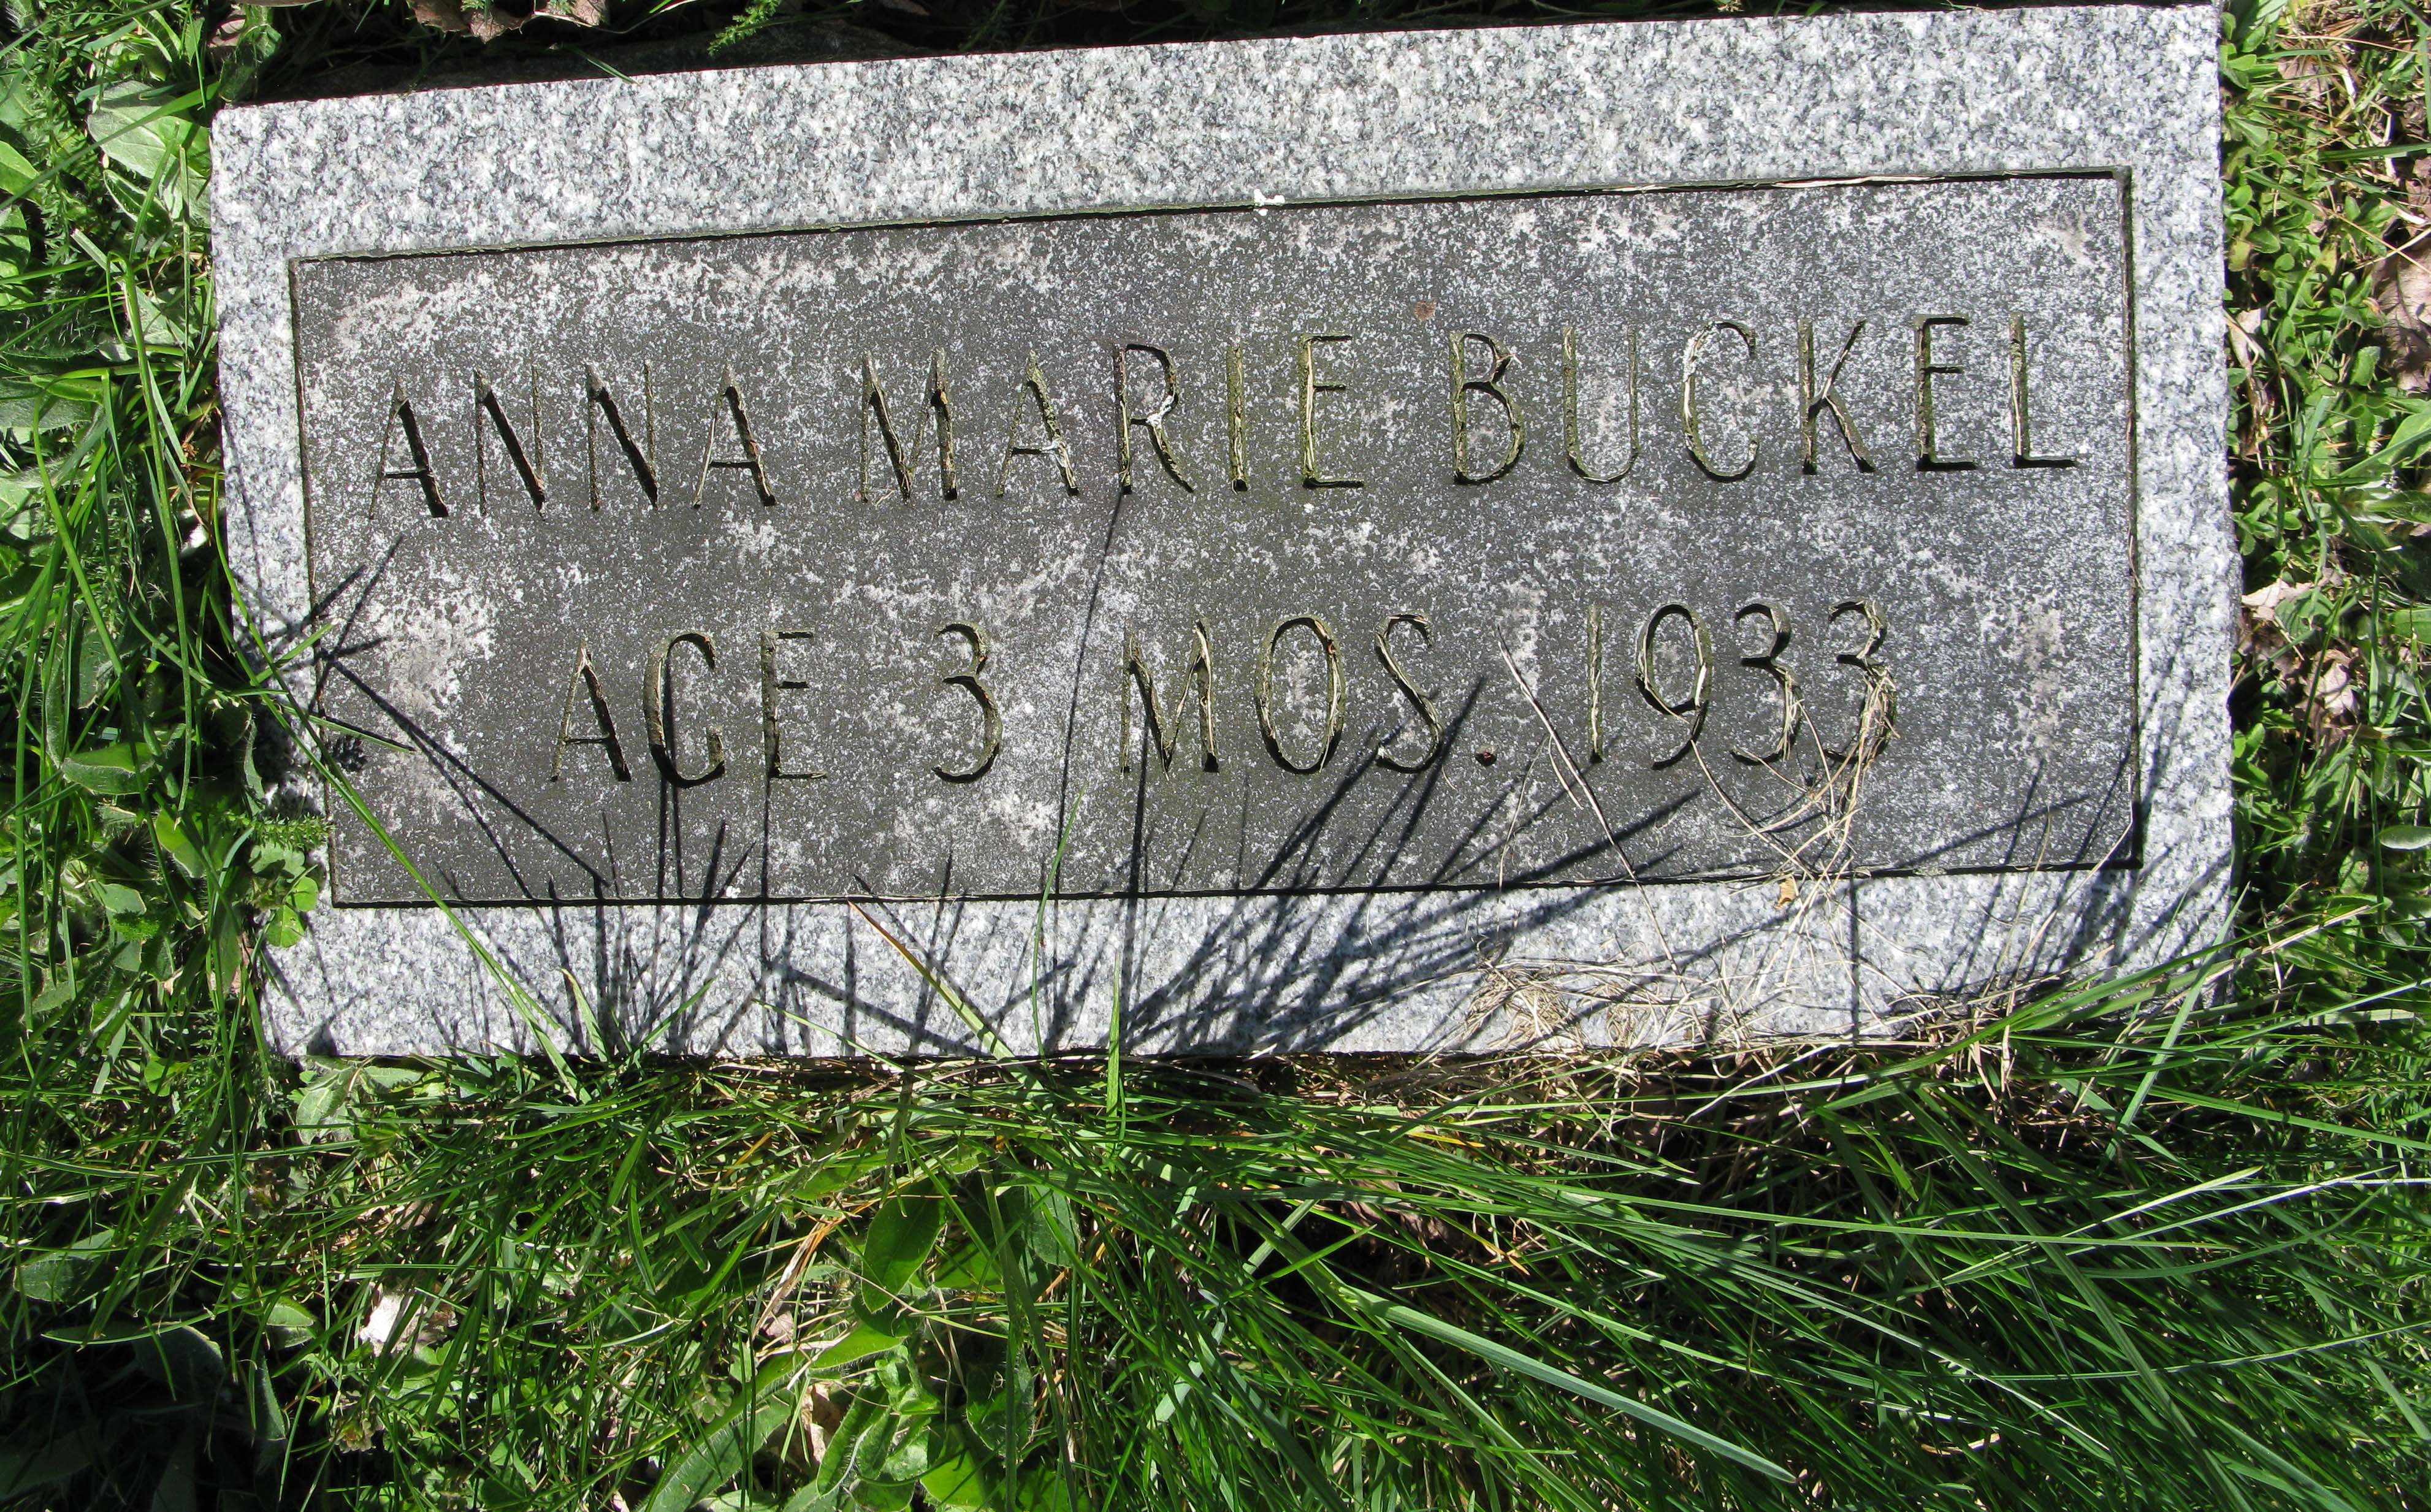 ANNA MARIE BUCKEL
AGE 3 MOS. 1933